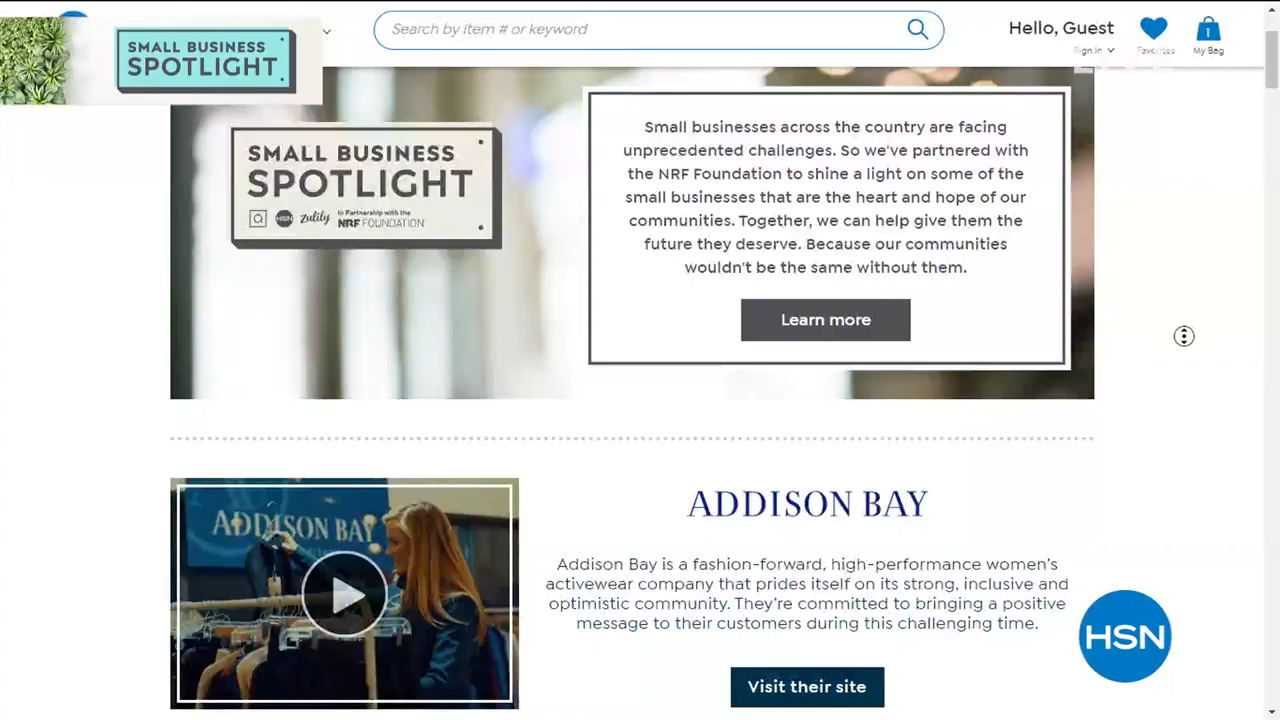 SMALL BUSINESS
SPOTLIGHT
Search by item # or keyword
Hello, Guest
Sign In
Favorites
1
My Bag
SMALL BUSINESS
SPOTLIGHT
Q HSN zulily In Partnership with the
NRF FOUNDATION
Small businesses across the country are facing
unprecedented challenges. So we've partnered with
the NRF Foundation to shine a light on some of the
small businesses that are the heart and hope of our
communities. Together, we can help give them the
future they deserve. Because our communities
wouldn't be the same without them.
Learn more
ADDISON BAY
ADDISON BAY
Addison Bay is a fashion-forward, high-performance women's
activewear company that prides itself on its strong, inclusive and
optimistic community. They're committed to bringing a positive
message to their customers during this challenging time.
Visit their site
HSN